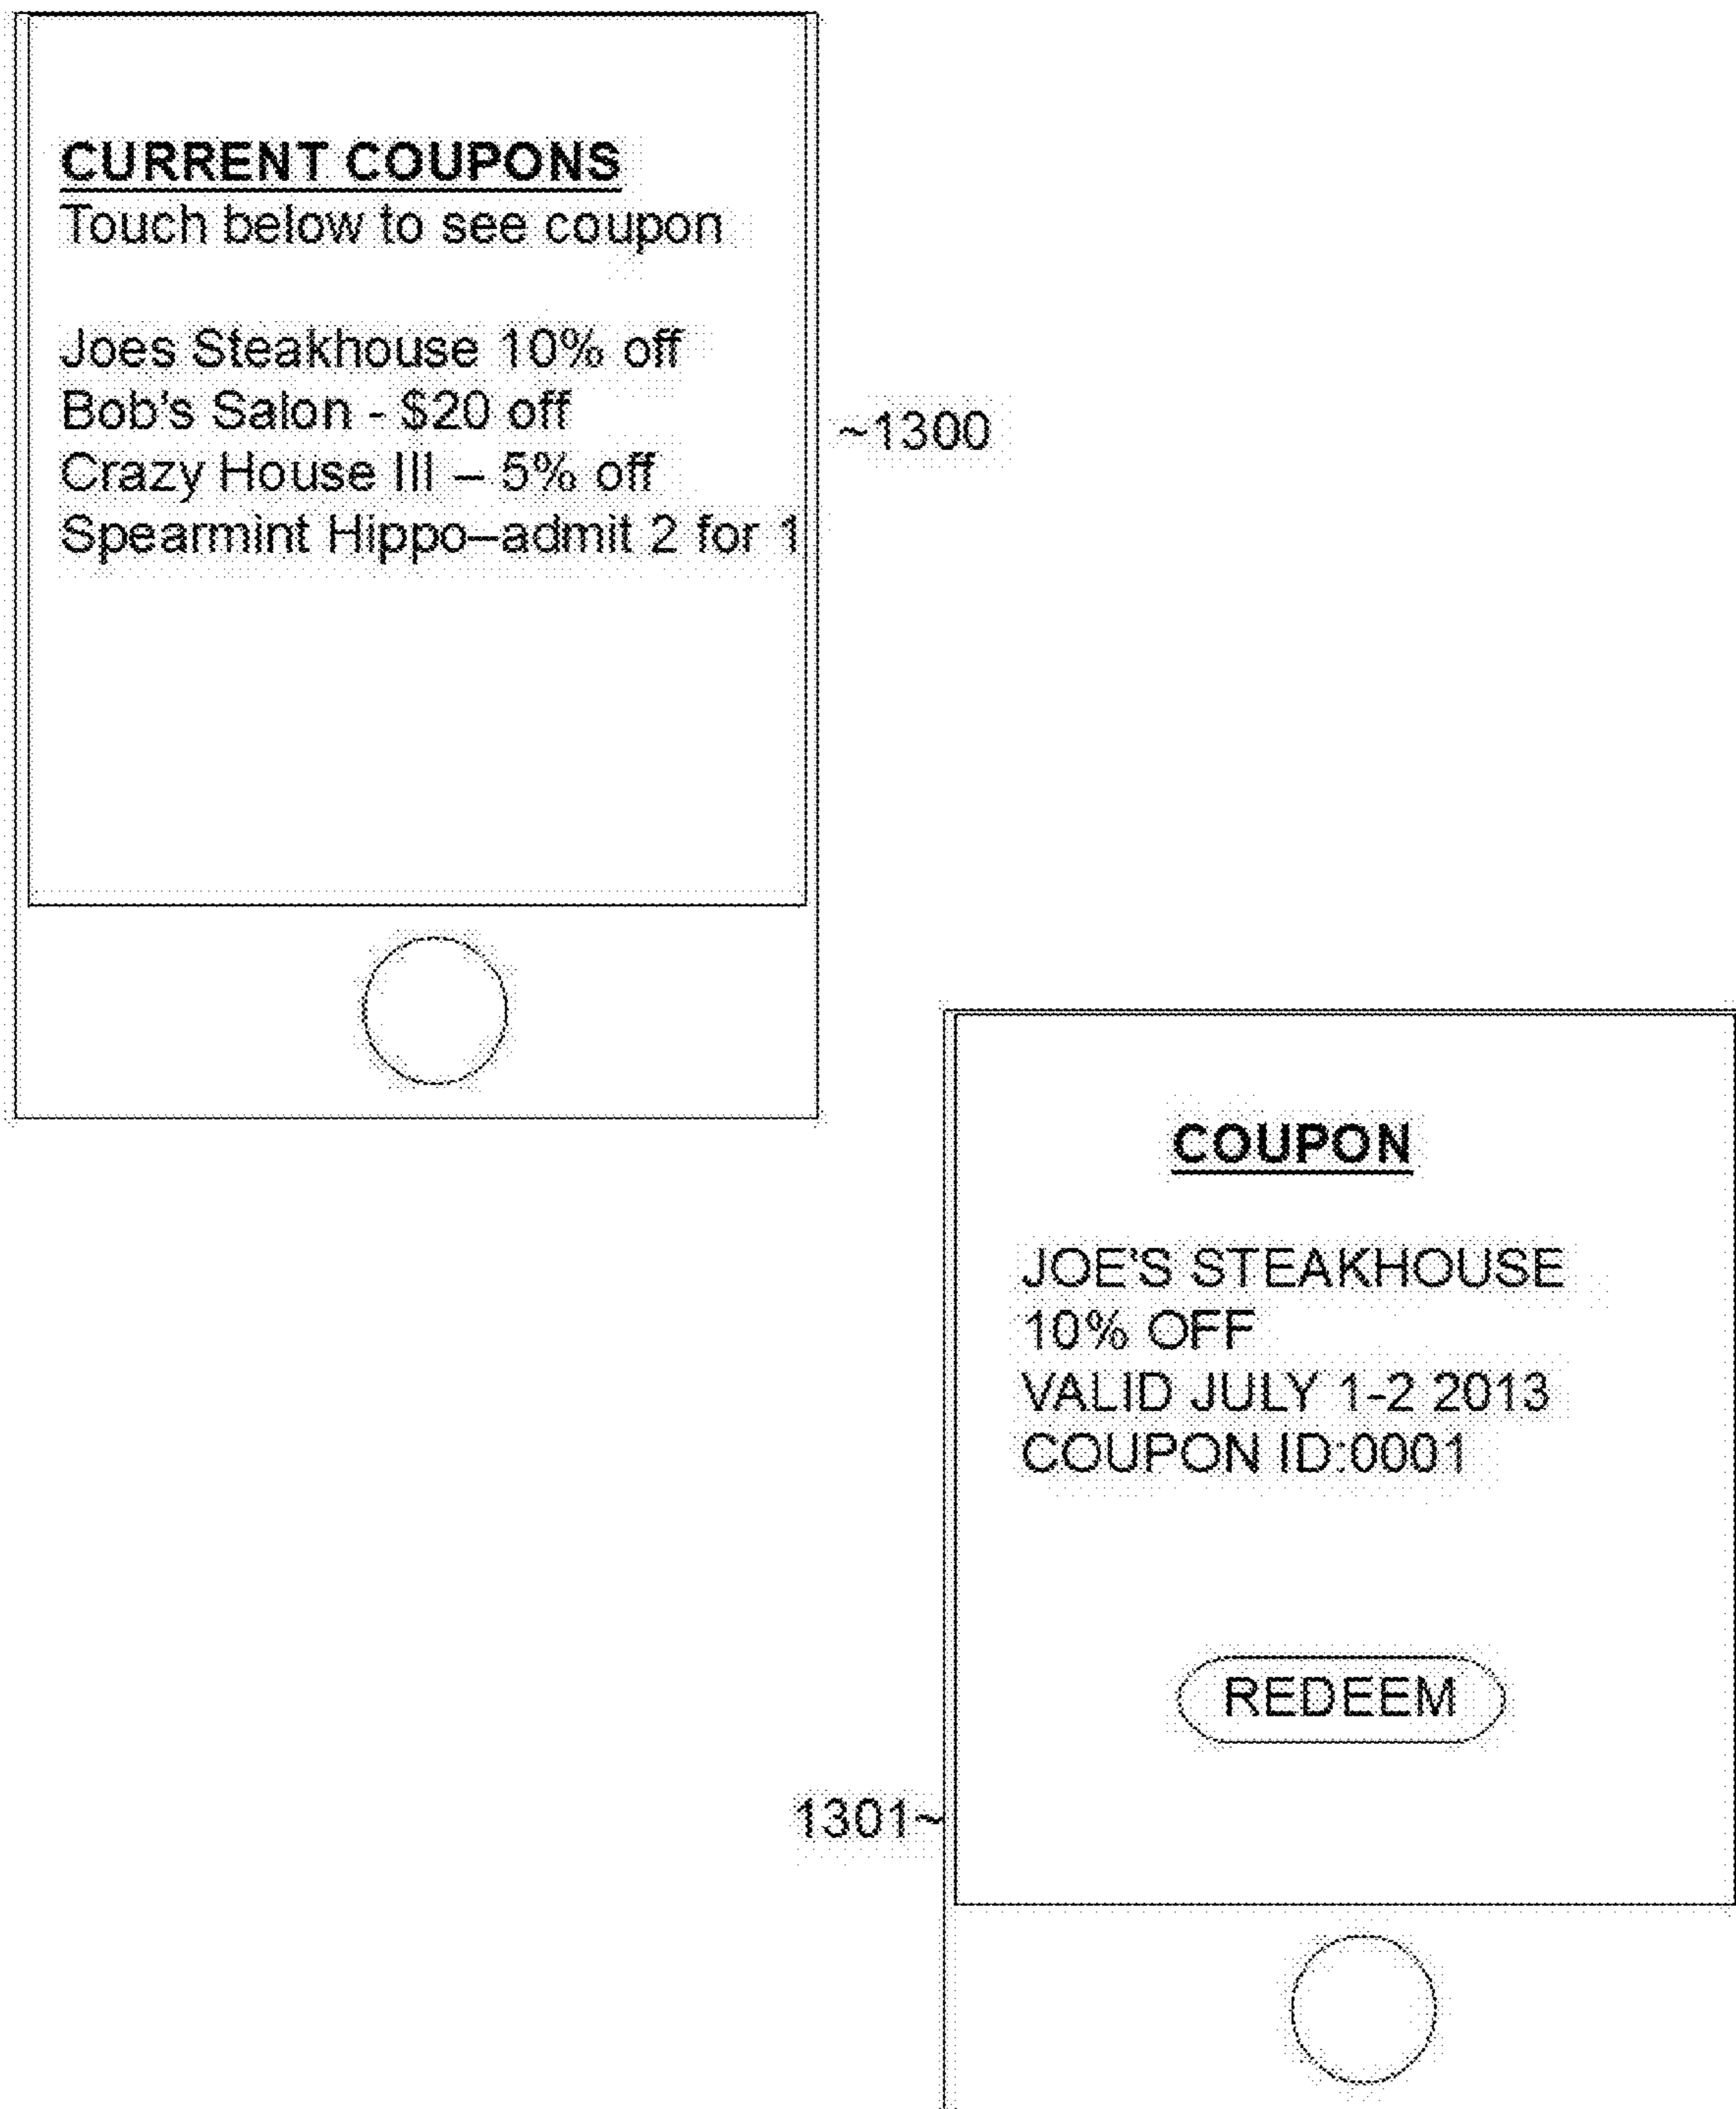 CURRENT COUPONS
Touch below to see coupon
Joes Steakhouse 10% off
Bob's Salon - $20 off
Crazy House III – 5% off
Spearmint Hippo–admit 2 for 1
~1300
COUPON
JOE'S STEAKHOUSE
10% OFF
VALID JULY 1-2 2013
COUPON ID:0001
REDEEM
1301~